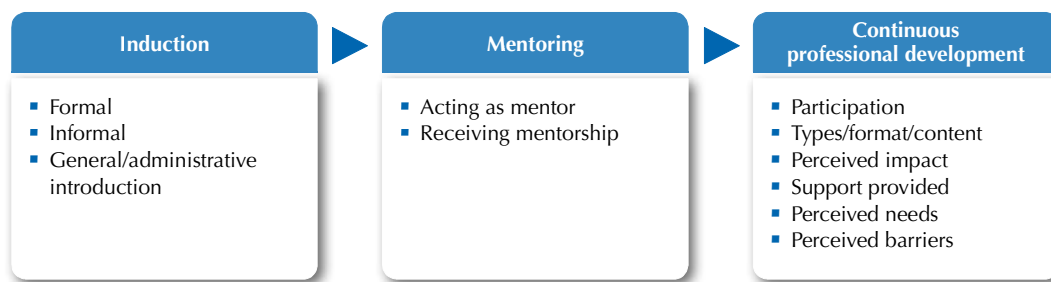 Induction
▪ Formal
▪ Informal
▪ General/administrative
introduction
Mentoring
▪ Acting as mentor
▪ Receiving mentorship
Continuous
professional development
▪ Participation
▪ Types/format/content
▪ Perceived impact
▪ Support provided
▪ Perceived needs
▪ Perceived barriers